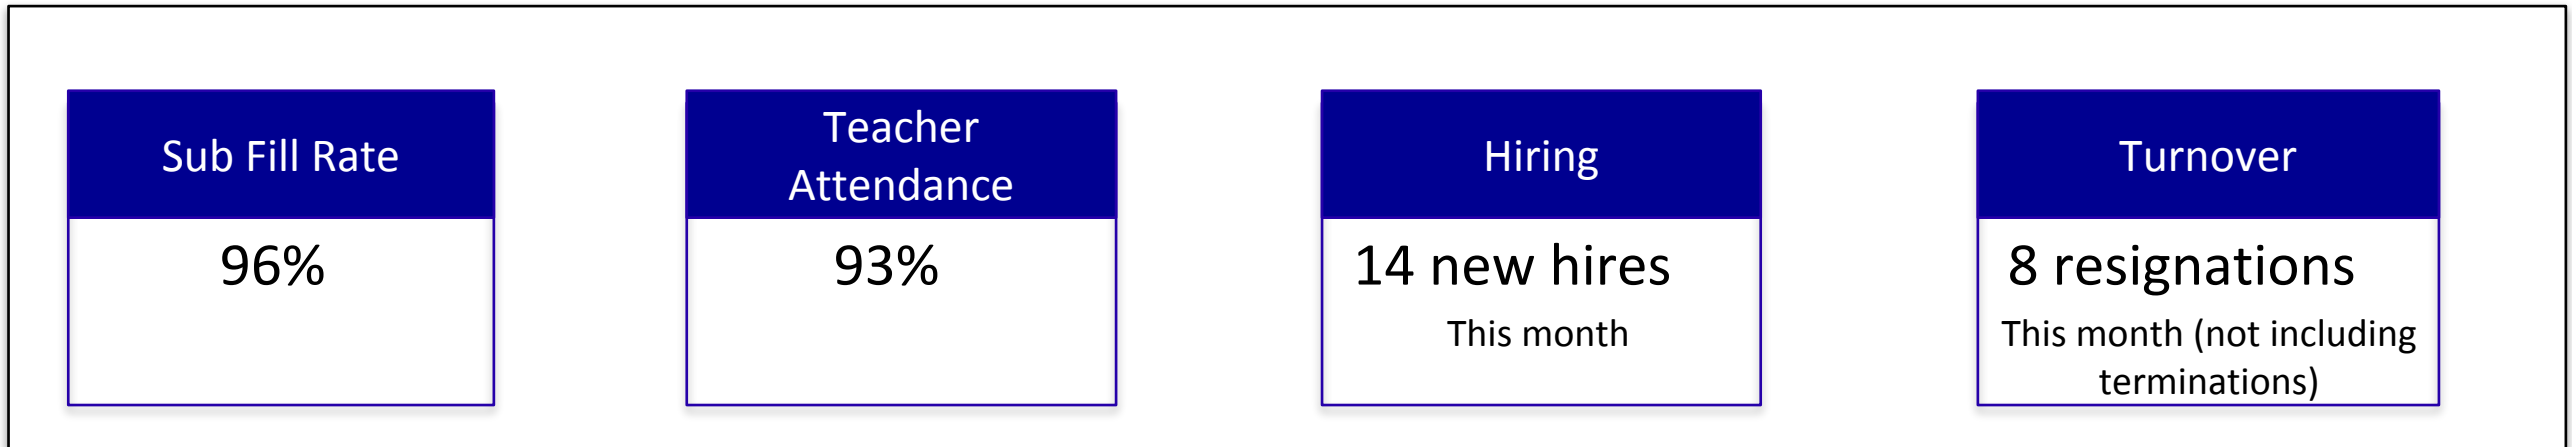 Sub Fill Rate
96%
Teacher
Attendance
93%
Hiring
14 new hires
This month
Turnover
8 resignations
This month (not including
terminations)